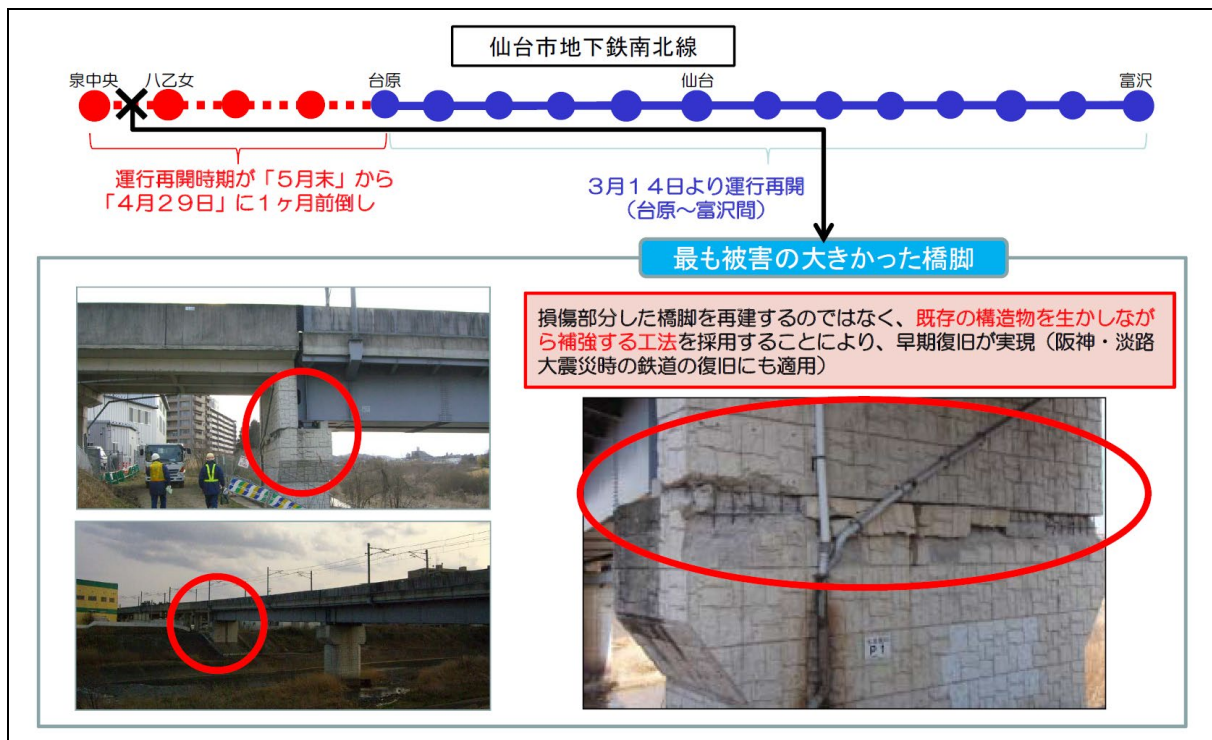 仙台市地下鉄南北線
泉中央 八乙女 台原 仙台 富沢
運行再開時期が「５月末」から
「４月２９日」に１ヶ月前倒し
３月１４日より運行再開
（台原～富沢間）
最も被害の大きかった橋脚
損傷部分した橋脚を再建するのではなく、既存の構造物を生かしなが
ら補強する工法を採用することにより、早期復旧が実現（阪神・淡路
大震災時の鉄道の復旧にも適用）
P1